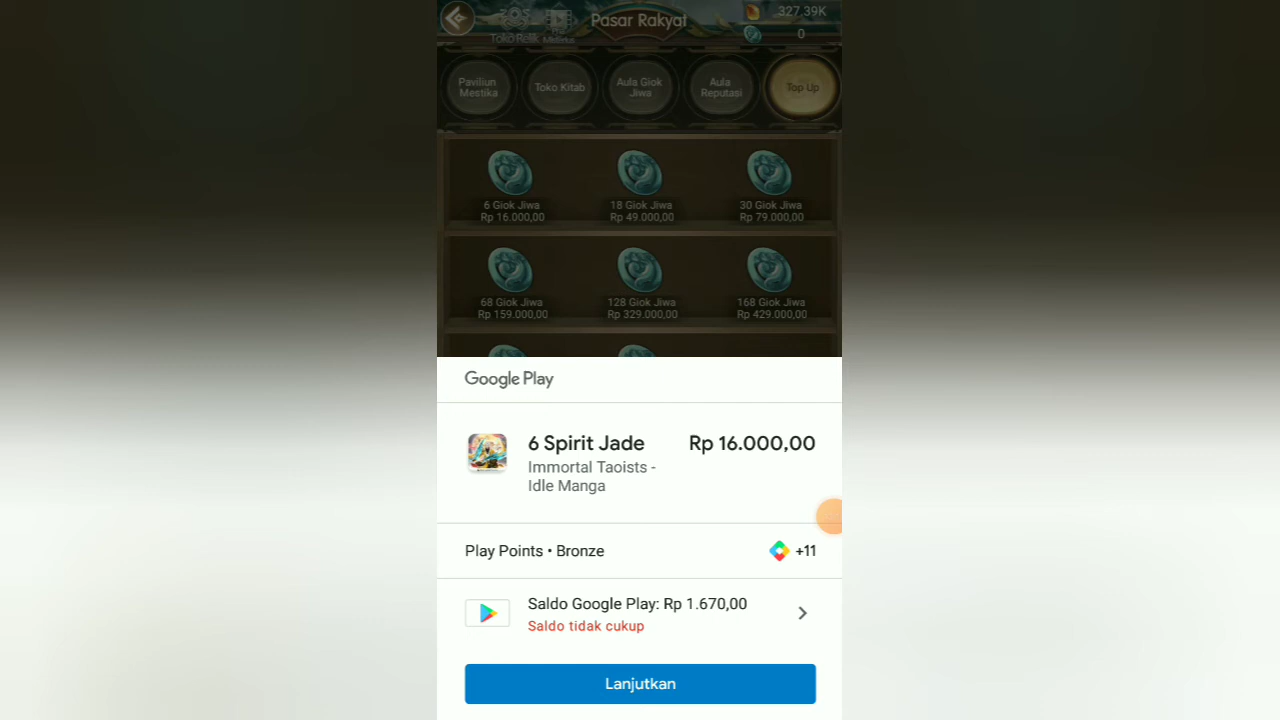 Pasar Rakyat
327.39K
0
Toko Relik
Paviliun
Mestika
Toko Kitab
Aula Giok
Jiwa
Aula
Reputasi
Top Up
6 Giok Jiwa
Rp 16.000,00
18 Giok Jiwa
Rp 49.000,00
30 Giok Jiwa
Rp 79.000,00
68 Giok Jiwa
Rp 159.000,00
128 Giok Jiwa
Rp 329.000,00
168 Giok Jiwa
Rp 429.000,00
Google Play
6 Spirit Jade
Rp 16.000,00
Immortal Taoists -
Idle Manga
Play Points • Bronze
+11
Saldo Google Play: Rp 1.670,00
Saldo tidak cukup
Lanjutkan